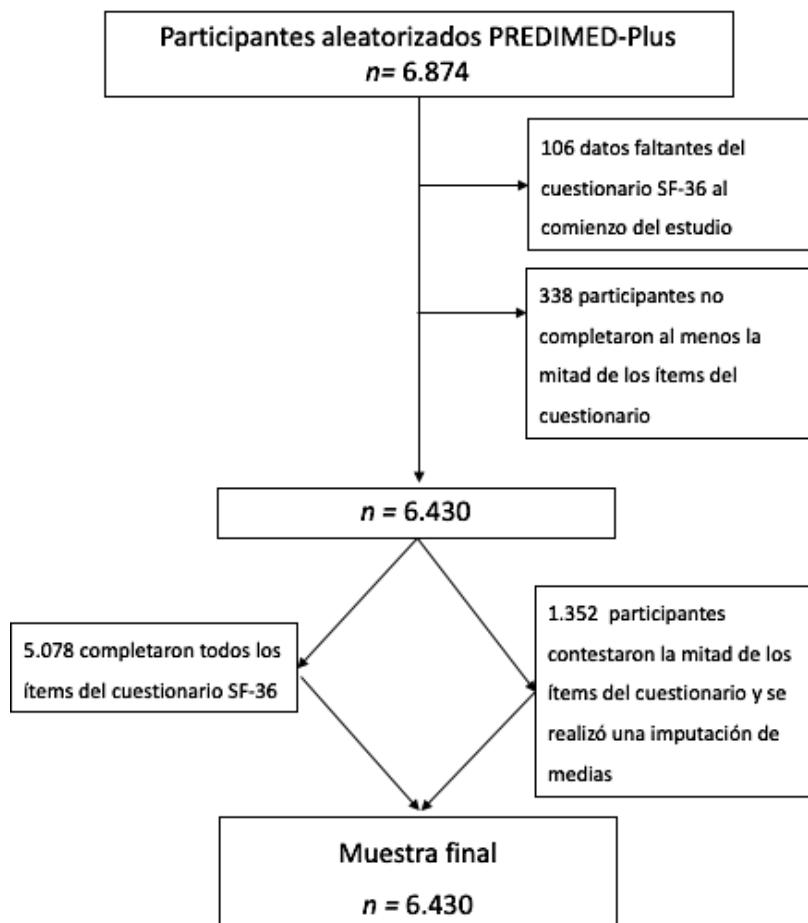 Participantes aleatorizados PREDIMED-Plus
n= 6.874
106 datos faltantes del
cuestionario SF-36 al
comienzo del estudio
338 participantes no
completaron al menos la
mitad de los ítems del
cuestionario
n = 6.430
5.078 completaron todos los
ítems del cuestionario SF-36
1.352 participantes
contestaron la mitad de los
ítems del cuestionario y se
realizó una imputación de
medias
Muestra final
n = 6.430